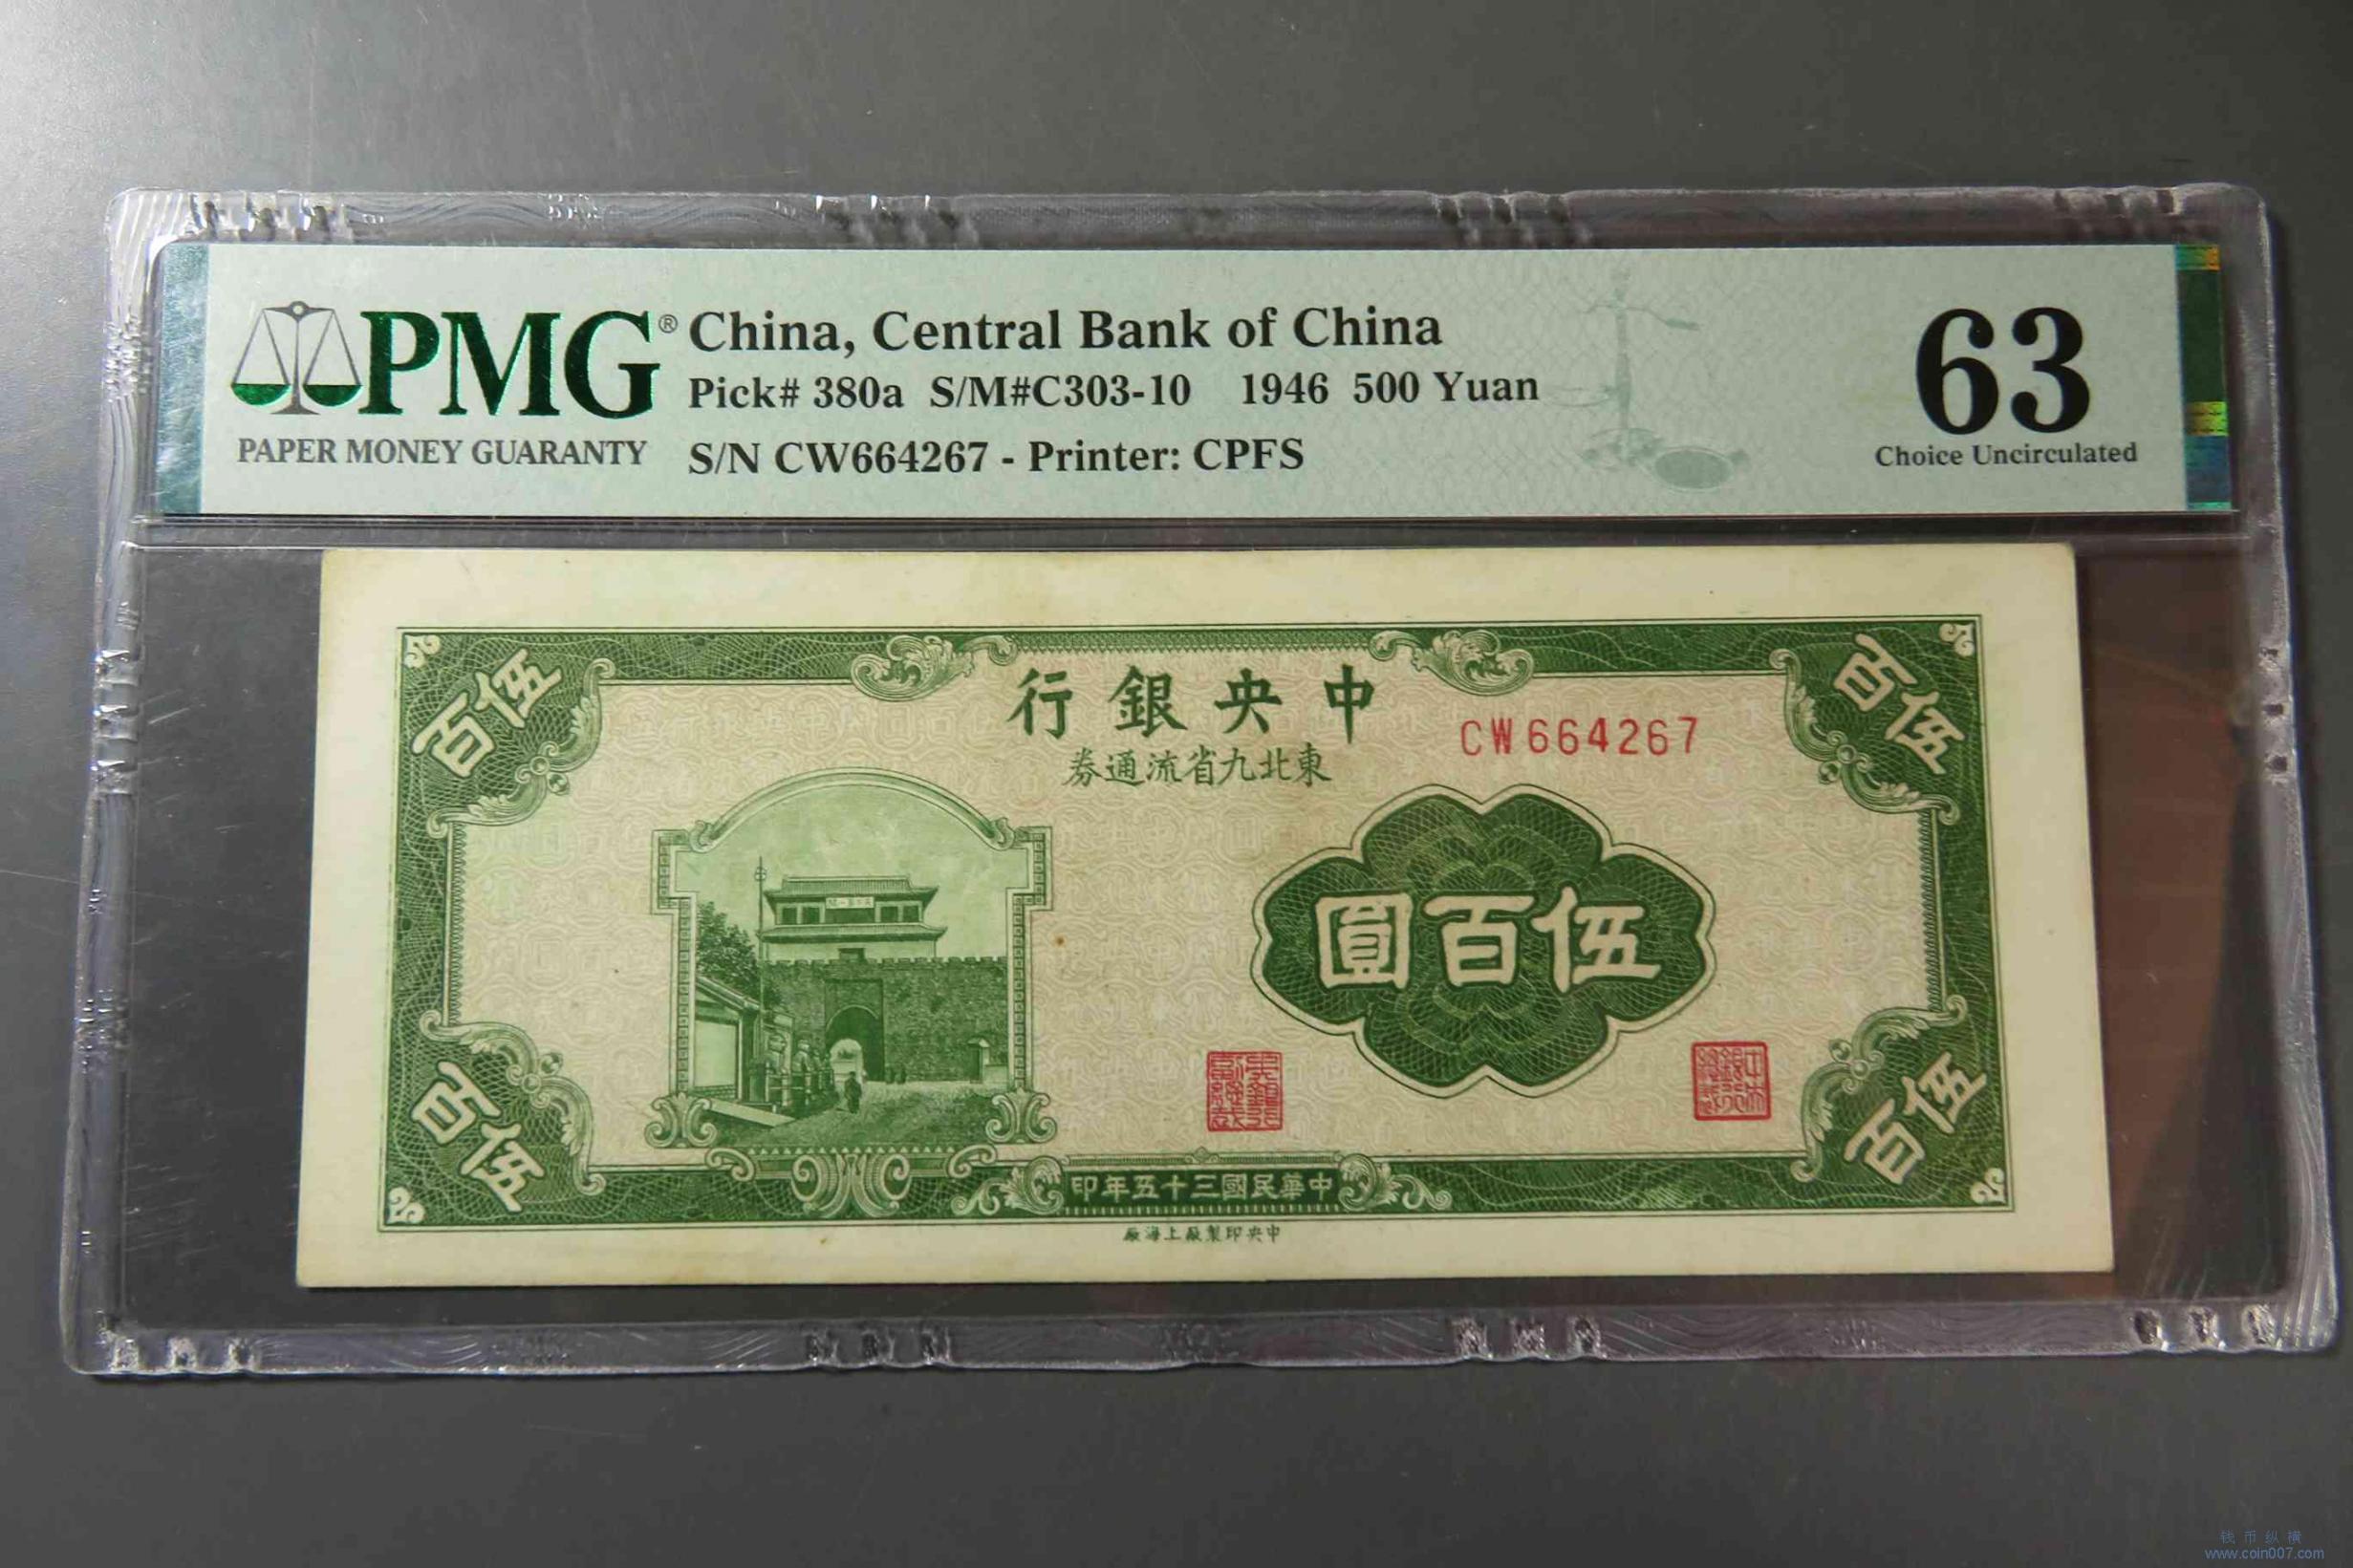 PMG® China, Central Bank of China
Pick# 380a S/M#C303-10 1946 500 Yuan
PAPER MONEY GUARANTY
S/N CW664267 - Printer: CPFS
63
Choice Uncirculated
中央銀行
東北九省流通券
CW664267
伍百
伍百
伍百圓
伍百
伍百
中華民國三十五年印
中央印製廠上海廠
钱币纵横
www.coin007.com